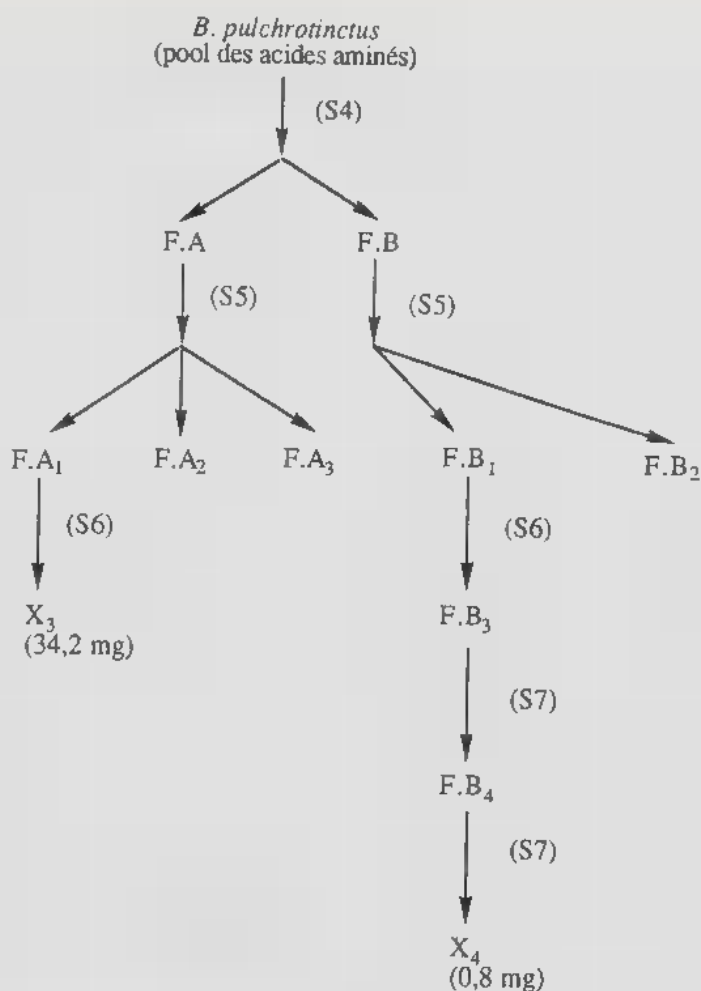 B. pulchrotinctus
(pool des acides aminés)
(S4)
F.A F.B
(S5) (S5)
F.A₁ F.A₂ F.A₃ F.B₁ F.B₂
(S6) (S6)
X₃ F.B₃
(34,2 mg)
(S7)
F.B₄
(S7)
X₄
(0,8 mg)